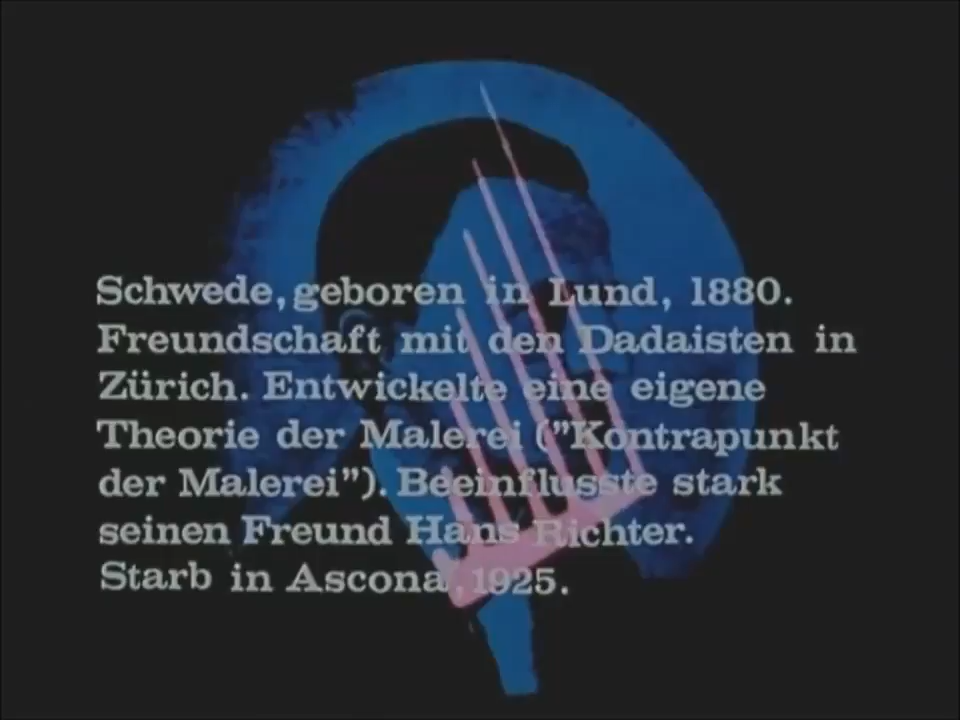 Schwede, geboren in Lund, 1880.
Freundschaft mit den Dadaisten in
Zürich. Entwickelte eine eigene
Theorie der Malerei ("Kontrapunkt
der Malerei"). Beeinflusste stark
seinen Freund Hans Richter.
Starb in Ascona, 1925.